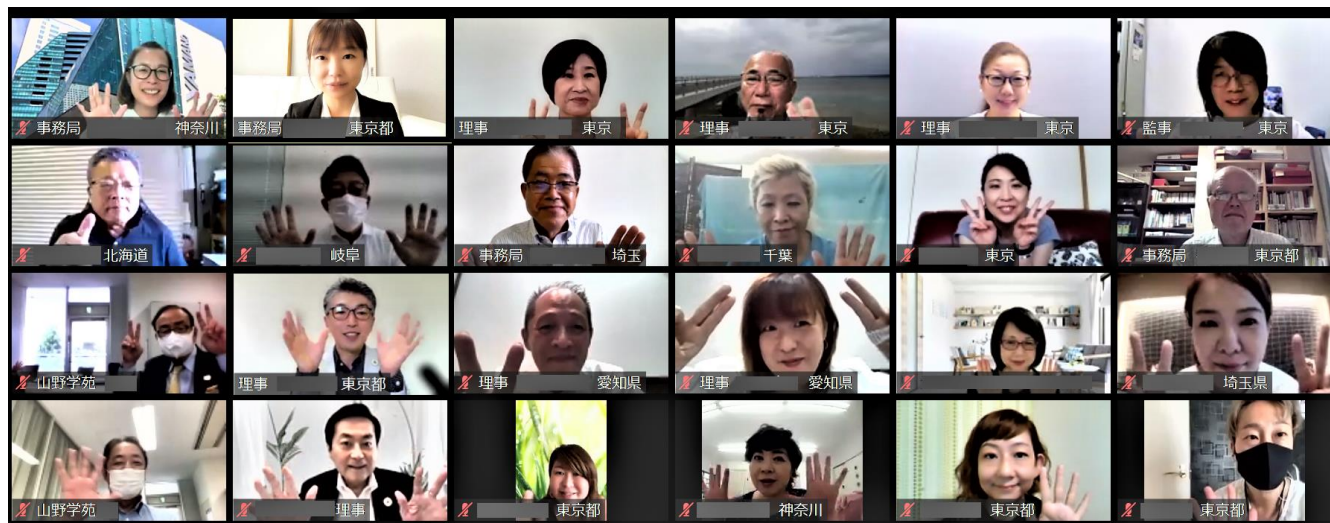 事務局 神奈川
事務局 東京都
理事 東京
理事 東京
理事 東京
監事 東京
北海道
岐阜
事務局 埼玉
千葉
東京
事務局 東京都
山野学苑
理事 東京都
理事 愛知県
理事 愛知県
埼玉県
山野学苑
理事
東京都
神奈川
東京都
東京都